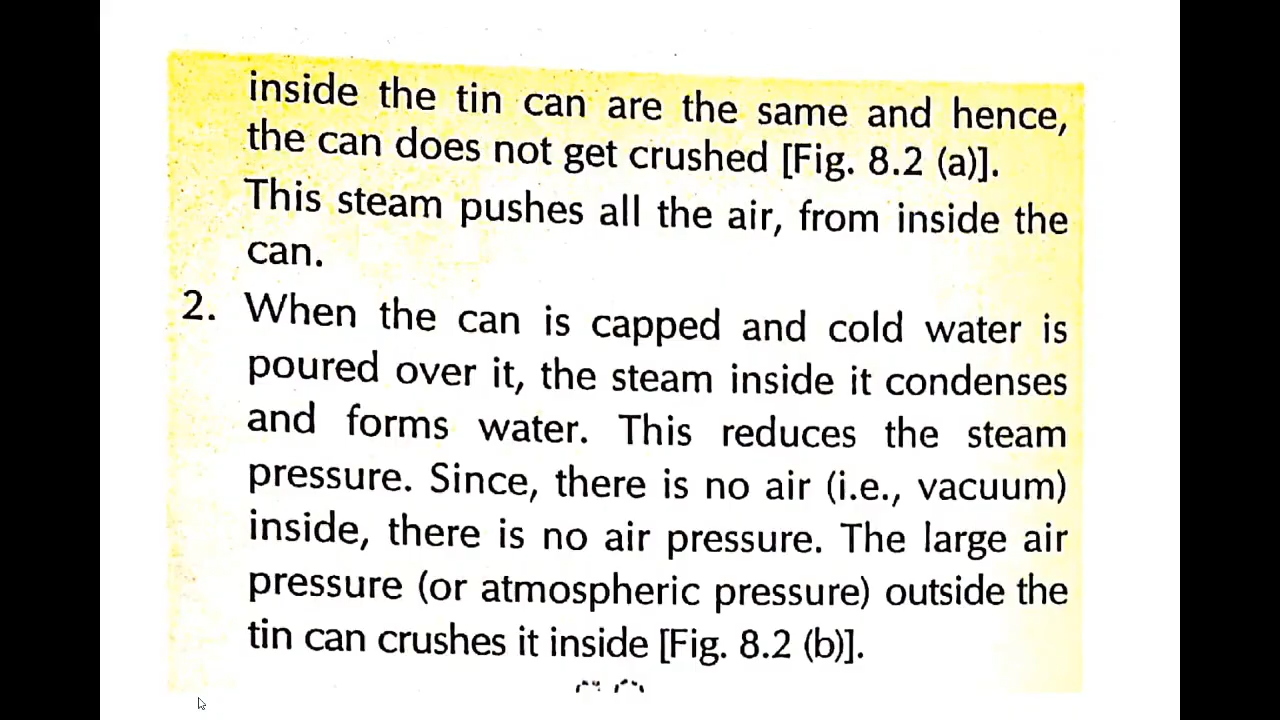 inside the tin can are the same and hence,
the can does not get crushed [Fig. 8.2 (a)].
This steam pushes all the air, from inside the
can.
2. When the can is capped and cold water is
poured over it, the steam inside it condenses
and forms water. This reduces the steam
pressure. Since, there is no air (i.e., vacuum)
inside, there is no air pressure. The large air
pressure (or atmospheric pressure) outside the
tin can crushes it inside [Fig. 8.2 (b)].